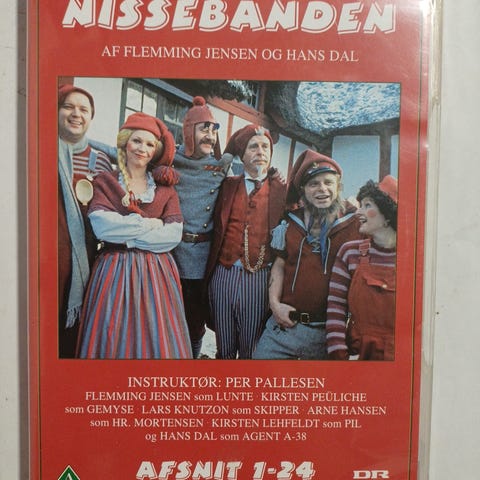 NISSEBANDEN
AF FLEMMING JENSEN OG HANS DAL
INSTRUKTØR: PER PALLESEN
FLEMMING JENSEN som LUNTE · KIRSTEN PEÜLICHE
som GEMYSE · LARS KNUTZON som SKIPPER · ARNE HANSEN
som HR. MORTENSEN · KIRSTEN LEHFELDT som PIL
og HANS DAL som AGENT A-38
AFSNIT 1-24
DR
A